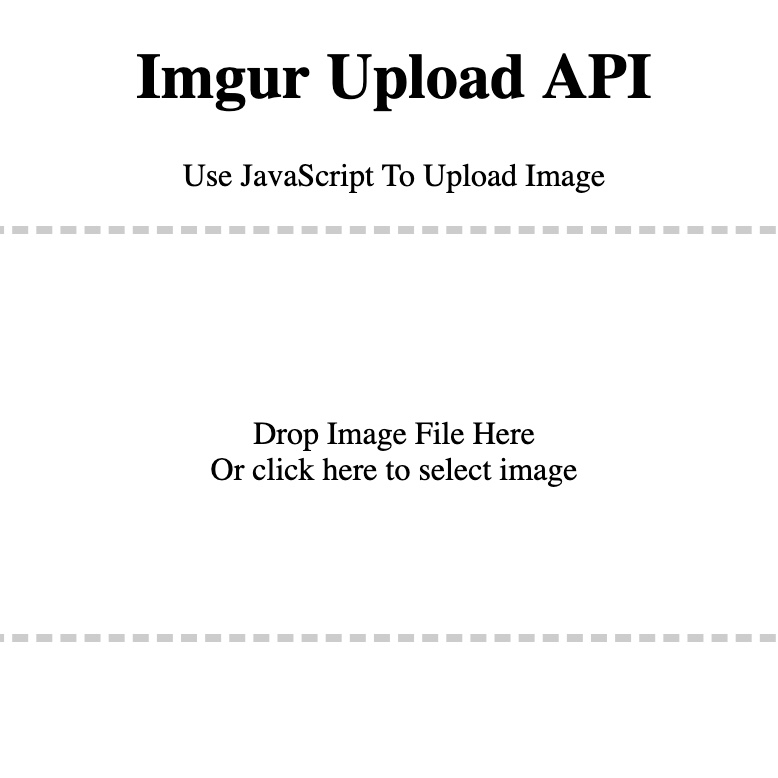 Imgur Upload API
Use JavaScript To Upload Image
Drop Image File Here
Or click here to select image